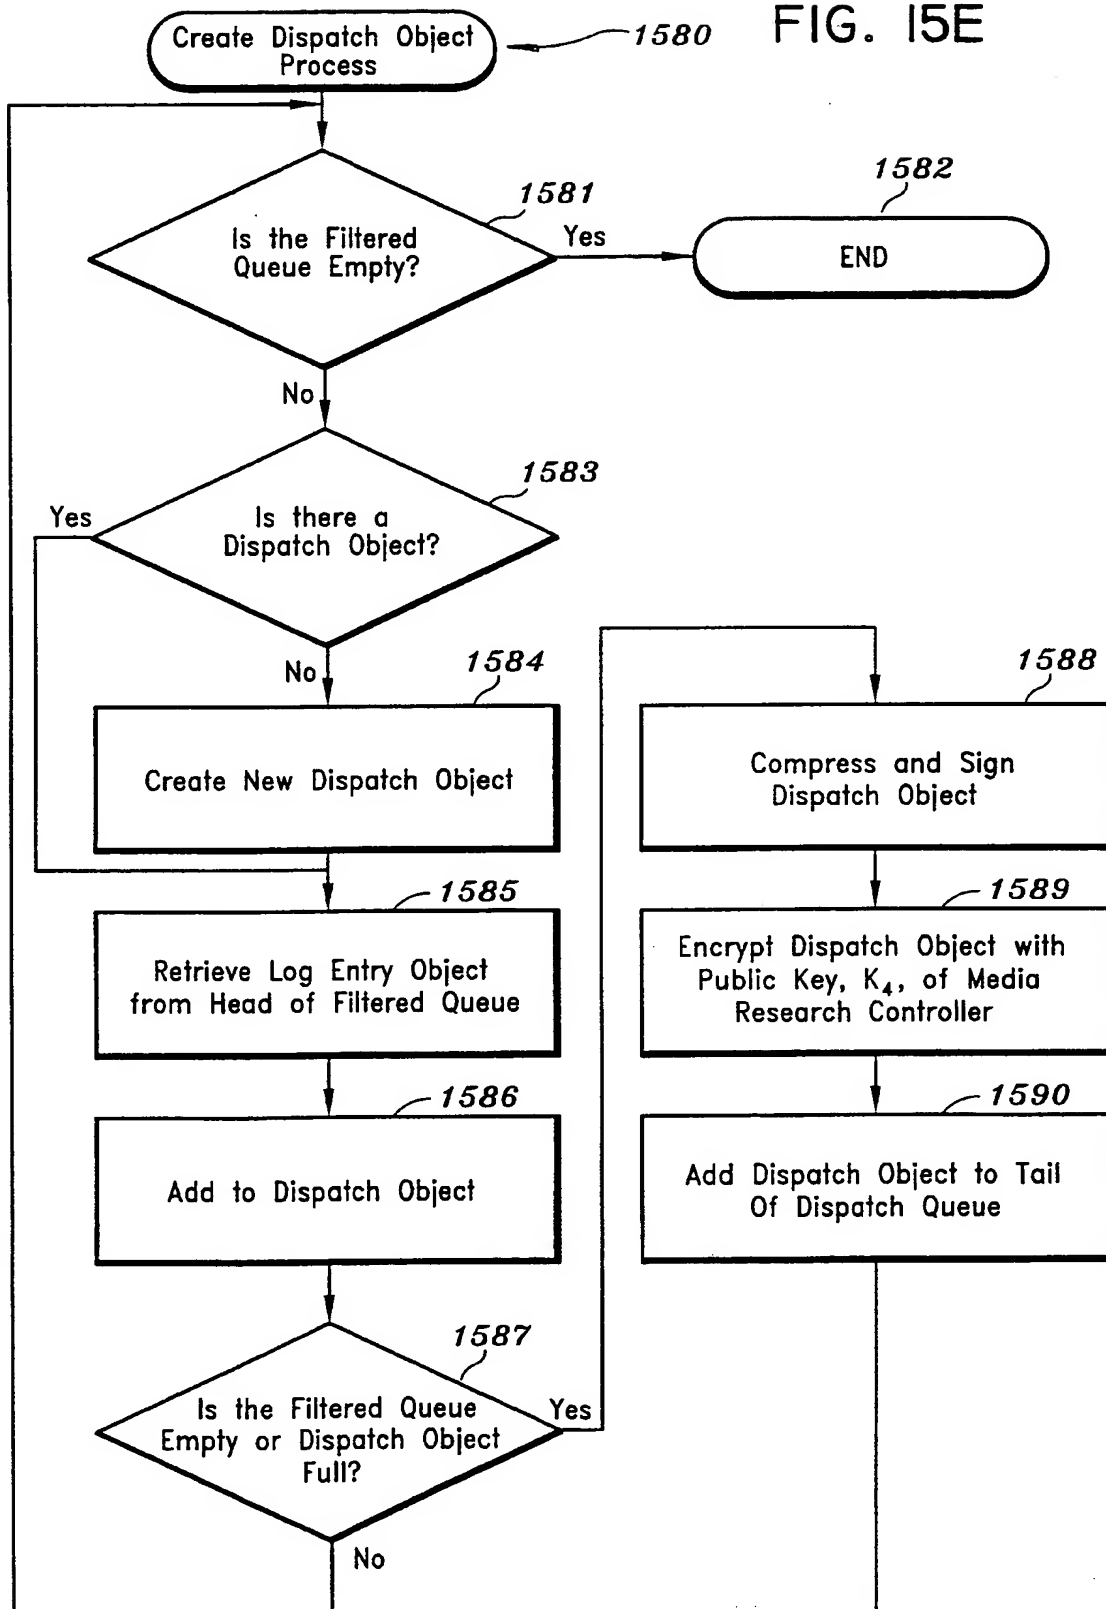 FIG. 15E
Create Dispatch Object
Process
1580
1581
Is the Filtered
Queue Empty?
Yes
1582
END
No
1583
Is there a
Dispatch Object?
Yes
No
1584
Create New Dispatch Object
1585
Retrieve Log Entry Object
from Head of Filtered Queue
1586
Add to Dispatch Object
1587
Is the Filtered Queue
Empty or Dispatch Object
Full?
Yes
No
1588
Compress and Sign
Dispatch Object
1589
Encrypt Dispatch Object with
Public Key, K₄, of Media
Research Controller
1590
Add Dispatch Object to Tail
Of Dispatch Queue